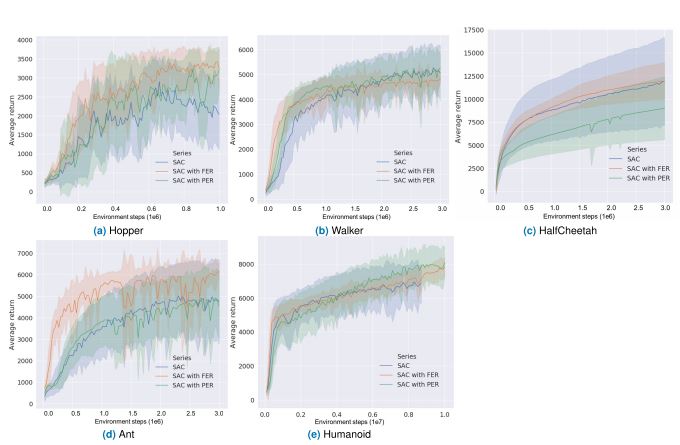 4000
3500
3000
2500
2000
1500
1000
500
0
Average return
Series
SAC
SAC with FER
SAC with PER
0.0 0.2 0.4 0.6 0.8 1.0
Environment steps (1e6)
(a) Hopper
6000
5000
4000
3000
2000
1000
0
Average return
Series
SAC
SAC with FER
SAC with PER
0.0 0.5 1.0 1.5 2.0 2.5 3.0
Environment steps (1e6)
(b) Walker
17500
15000
12500
10000
7500
5000
2500
0
Average return
Series
SAC
SAC with FER
SAC with PER
0.0 0.5 1.0 1.5 2.0 2.5 3.0
Environment steps (1e6)
(c) HalfCheetah
7000
6000
5000
4000
3000
2000
1000
0
Average return
Series
SAC
SAC with FER
SAC with PER
0.0 0.5 1.0 1.5 2.0 2.5 3.0
Environment steps (1e6)
(d) Ant
8000
6000
4000
2000
0
Average return
Series
SAC
SAC with FER
SAC with PER
0.0 0.2 0.4 0.6 0.8 1.0
Environment steps (1e7)
(e) Humanoid